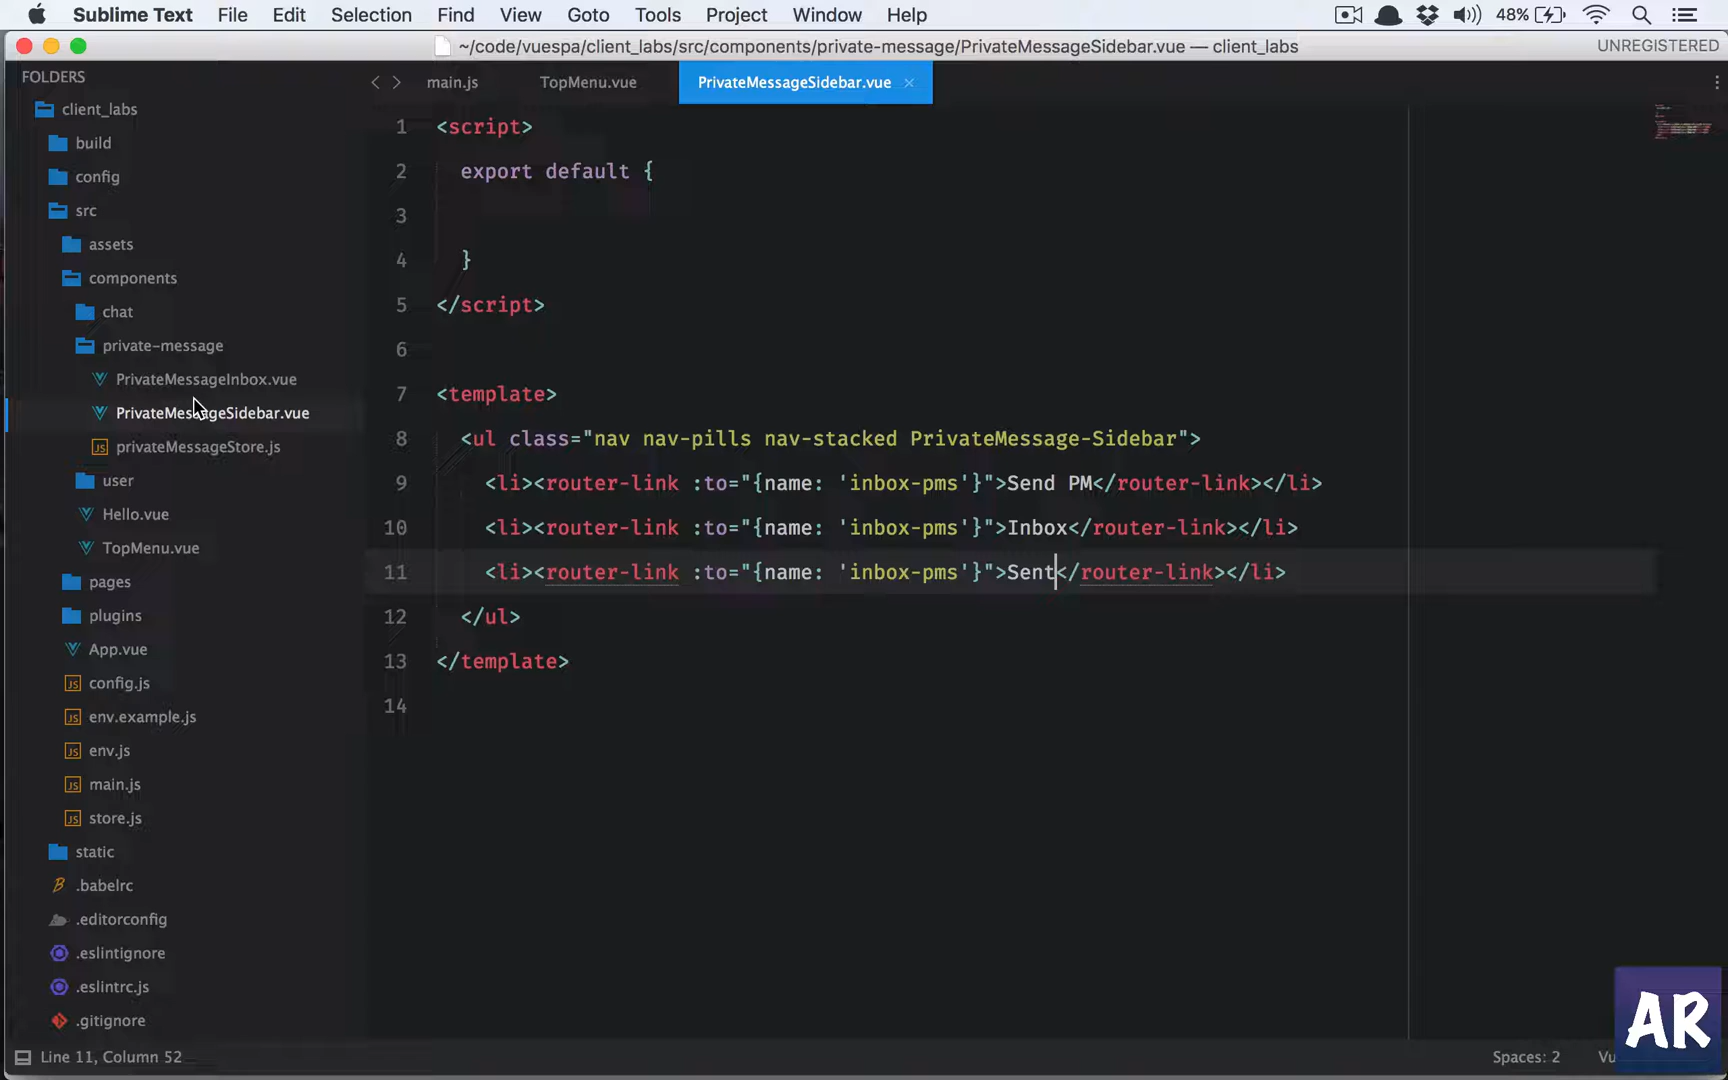 Sublime Text File Edit Selection Find View Goto Tools Project Window Help 48%
~/code/vuespa/client_labs/src/components/private-message/PrivateMessageSidebar.vue — client_labs UNREGISTERED
FOLDERS
client_labs
build
config
src
assets
components
chat
private-message
PrivateMessageInbox.vue
PrivateMessageSidebar.vue
privateMessageStore.js
user
Hello.vue
TopMenu.vue
pages
plugins
App.vue
config.js
env.example.js
env.js
main.js
store.js
static
.babelrc
.editorconfig
.eslintignore
.eslintrc.js
.gitignore
main.js TopMenu.vue PrivateMessageSidebar.vue ×
1 <script>
2 export default {
3
4 }
5 </script>
6
7 <template>
8 <ul class="nav nav-pills nav-stacked PrivateMessage-Sidebar">
9 <li><router-link :to="{name: 'inbox-pms'}">Send PM</router-link></li>
10 <li><router-link :to="{name: 'inbox-pms'}">Inbox</router-link></li>
11 <li><router-link :to="{name: 'inbox-pms'}">Sent</router-link></li>
12 </ul>
13 </template>
14
Line 11, Column 52 Spaces: 2
AR